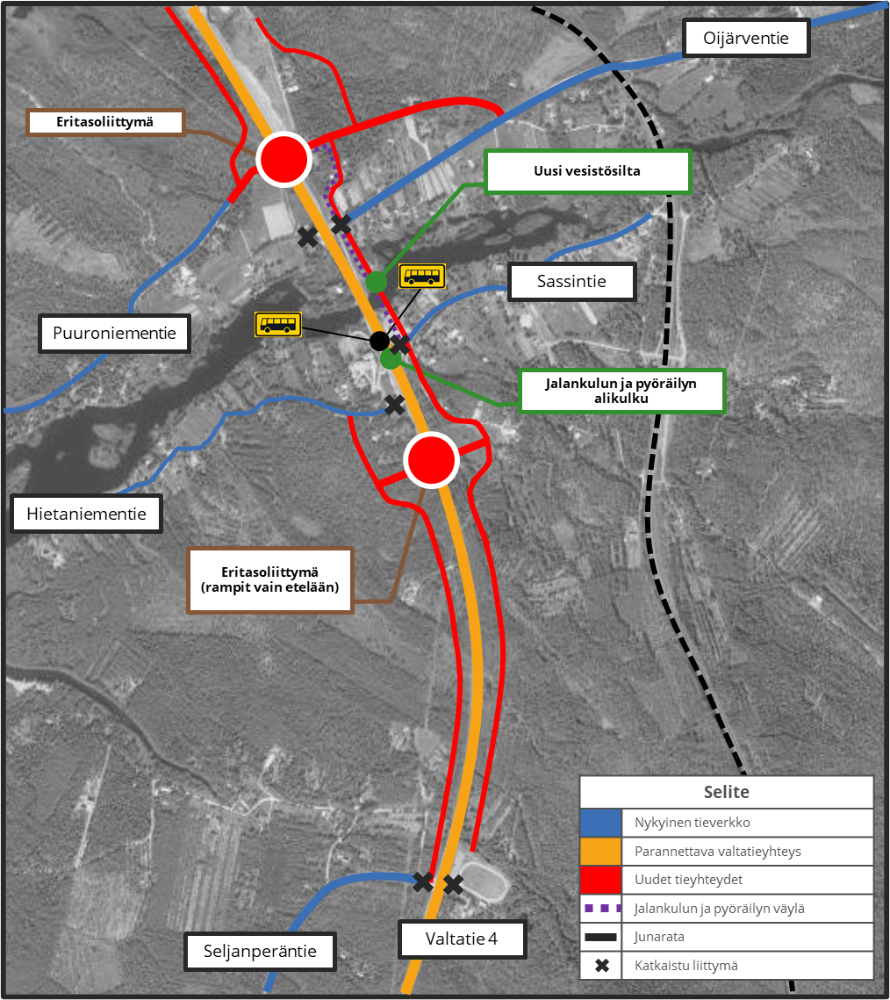 Oijärventie
Eritasoliittymä
Uusi vesistösilta
Sassintie
Puuroniementie
Jalankulun ja pyöräilyn
alikulku
Hietaniementie
Eritasoliittymä
(rampit vain etelään)
Selite
Nykyinen tieverkko
Parannettava valtatieyhteys
Uudet tieyhteydet
Jalankulun ja pyöräilyn väylä
Junarata
Katkaistu liittymä
Valtatie 4
Seljanperäntie